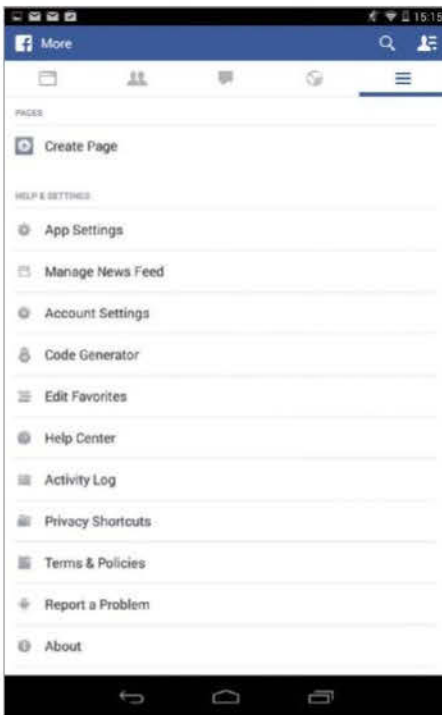 15:15
f More
PAGES
Create Page
HELP & SETTINGS
App Settings
Manage News Feed
Account Settings
Code Generator
Edit Favorites
Help Center
Activity Log
Privacy Shortcuts
Terms & Policies
Report a Problem
About